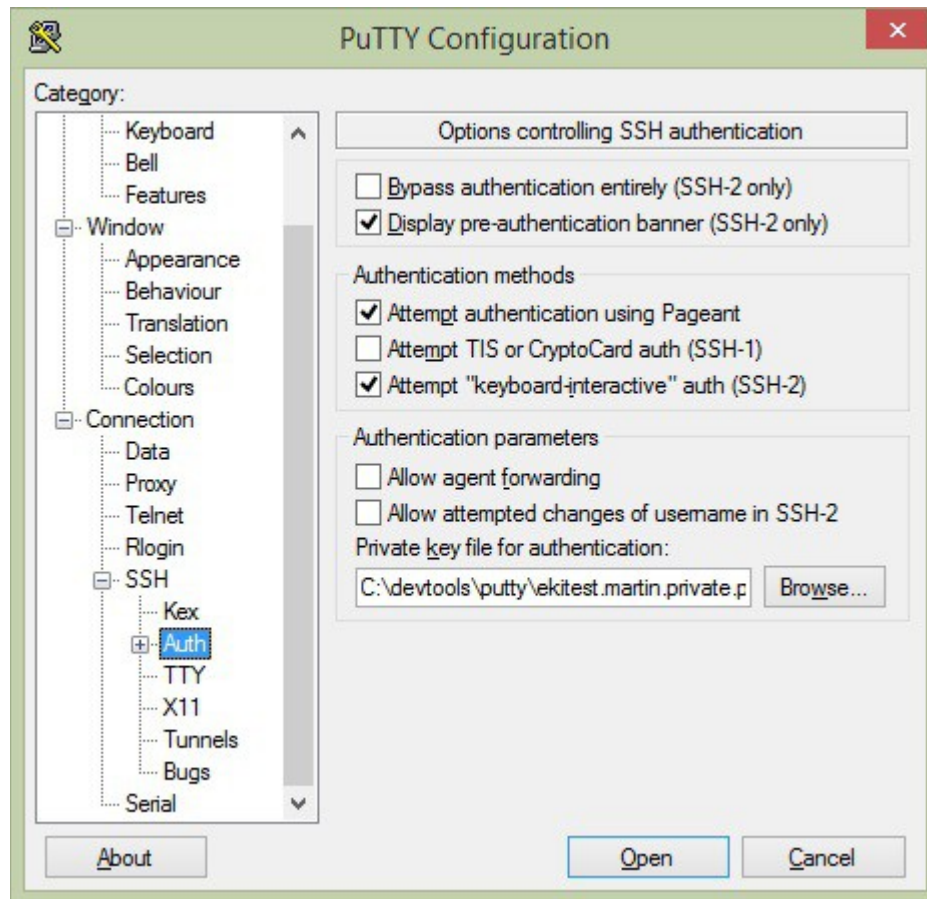 PuTTY Configuration
Category:
Keyboard
Bell
Features
Window
Appearance
Behaviour
Translation
Selection
Colours
Connection
Data
Proxy
Telnet
Rlogin
SSH
Kex
Auth
TTY
X11
Tunnels
Bugs
Serial
Options controlling SSH authentication
Bypass authentication entirely (SSH-2 only)
Display pre-authentication banner (SSH-2 only)
Authentication methods
Attempt authentication using Pageant
Attempt TIS or CryptoCard auth (SSH-1)
Attempt "keyboard-interactive" auth (SSH-2)
Authentication parameters
Allow agent forwarding
Allow attempted changes of username in SSH-2
Private key file for authentication:
C:\devtools\putty\ekitest.martin.private.p
Browse...
About
Open
Cancel